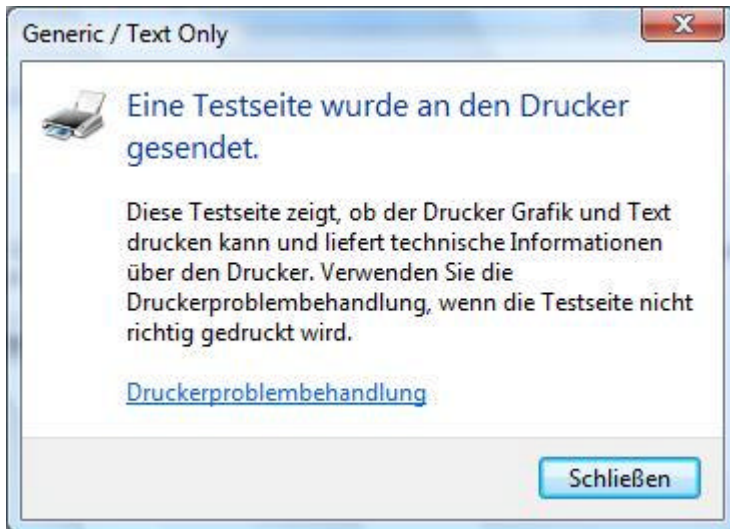 Generic / Text Only
Eine Testseite wurde an den Drucker
gesendet.
Diese Testseite zeigt, ob der Drucker Grafik und Text
drucken kann und liefert technische Informationen
über den Drucker. Verwenden Sie die
Druckerproblembehandlung, wenn die Testseite nicht
richtig gedruckt wird.
Druckerproblembehandlung
Schließen